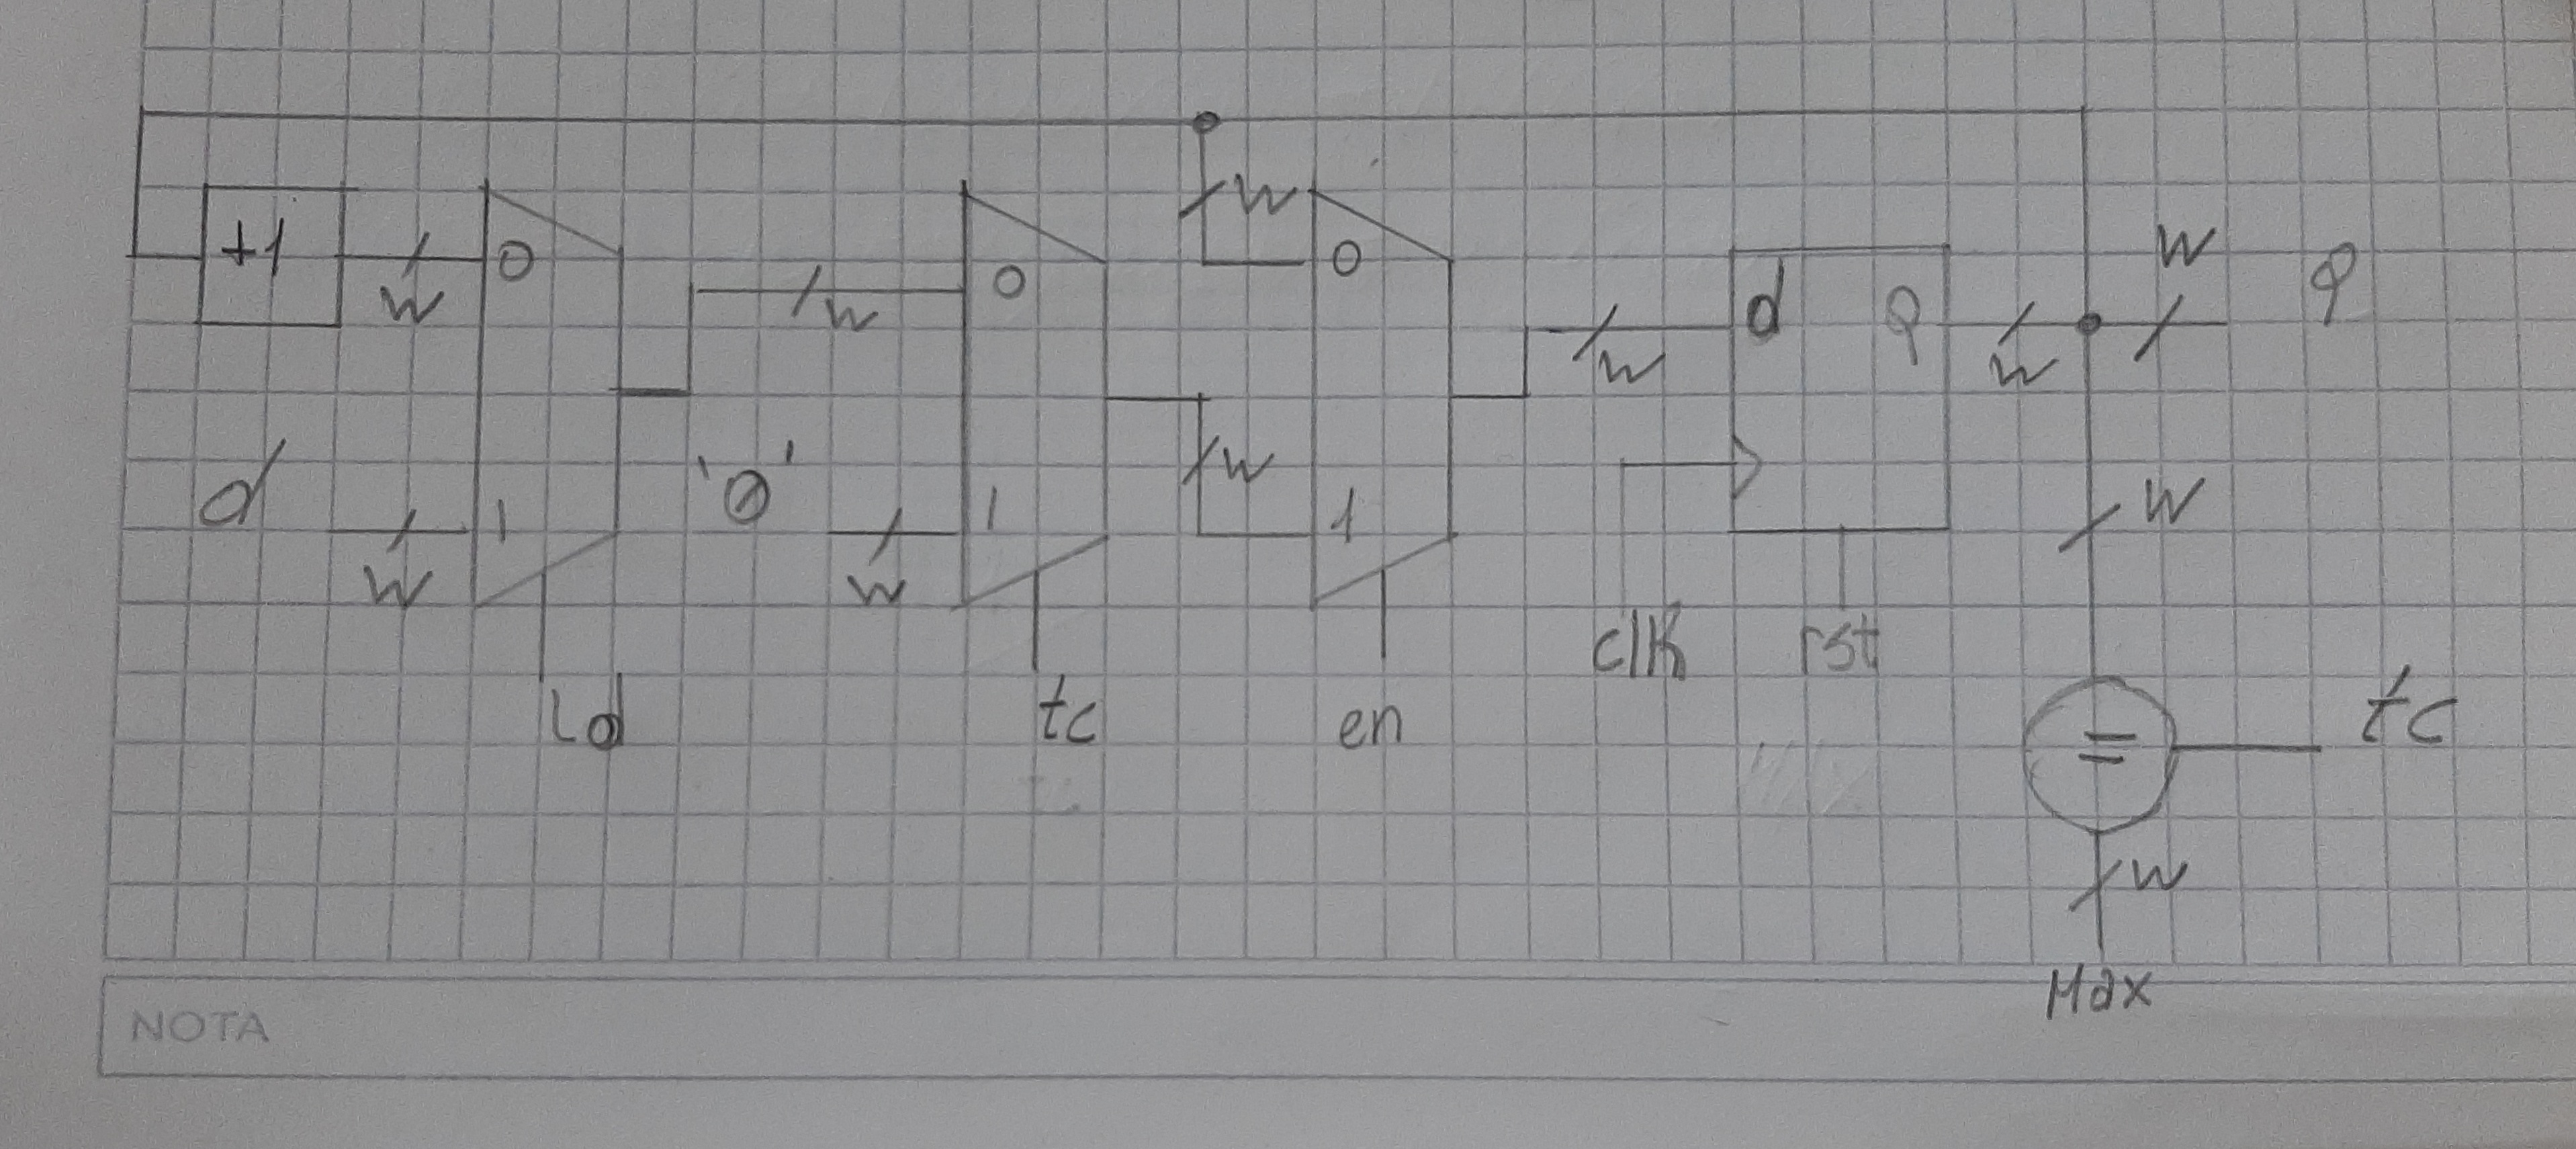 W
+1 0 W 0 W 0 W d Q W W Q
d 1 '0' 1 W 1 W
W W clk rst
ld tc en = tc
W
Max
NOTA